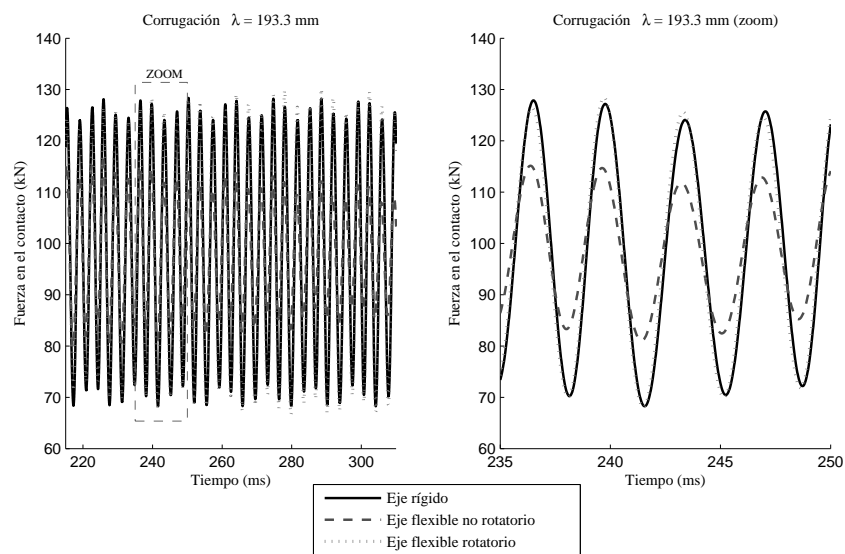 Corrugación λ = 193.3 mm
Corrugación λ = 193.3 mm (zoom)
140
130
120
110
100
90
80
70
60
Fuerza en el contacto (kN)
ZOOM
220
240
260
280
300
Tiempo (ms)
140
130
120
110
100
90
80
70
60
Fuerza en el contacto (kN)
235
240
245
250
Tiempo (ms)
Eje rígido
Eje flexible no rotatorio
Eje flexible rotatorio